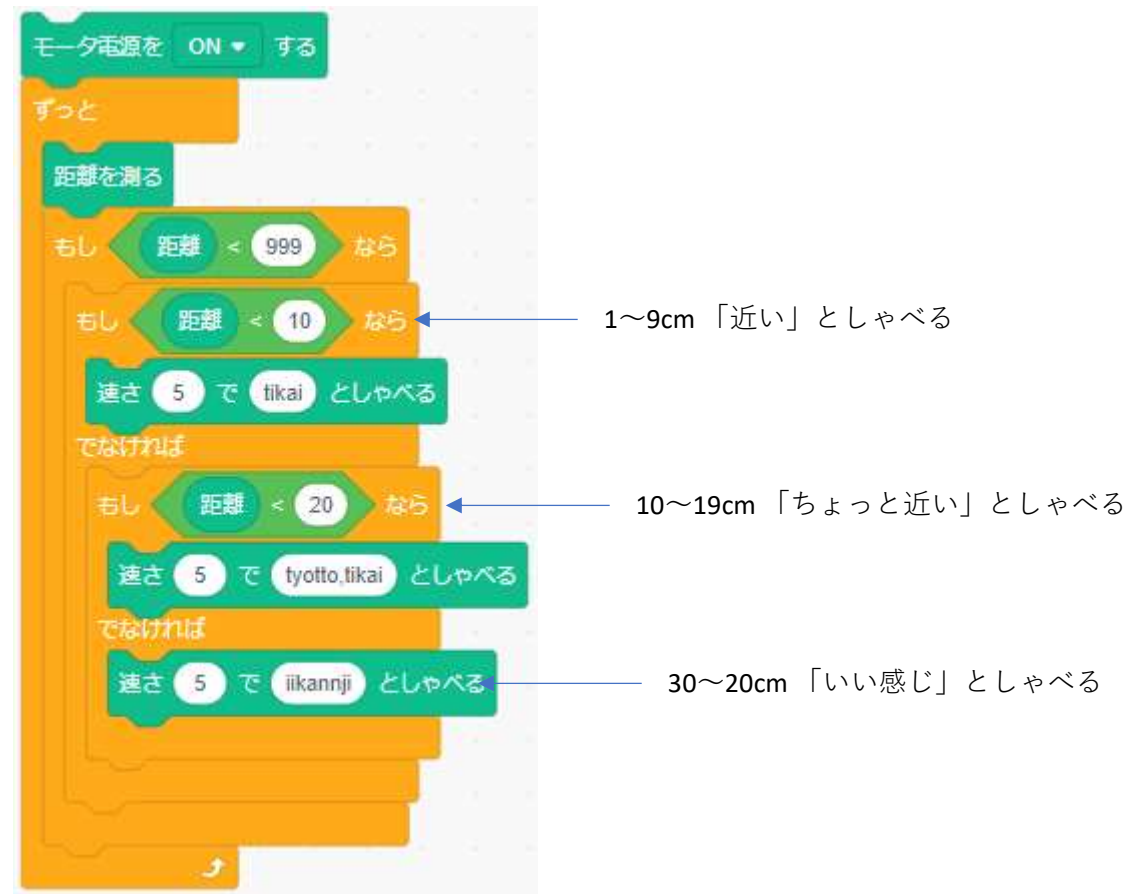 モータ電源を ON する
ずっと
距離を測る
もし 距離 < 999 なら
もし 距離 < 10 なら
1～9cm 「近い」としゃべる
速さ 5 で tikai としゃべる
でなければ
もし 距離 < 20 なら
10～19cm 「ちょっと近い」としゃべる
速さ 5 で tyotto,tikai としゃべる
でなければ
速さ 5 で iikannji としゃべる
30～20cm 「いい感じ」としゃべる